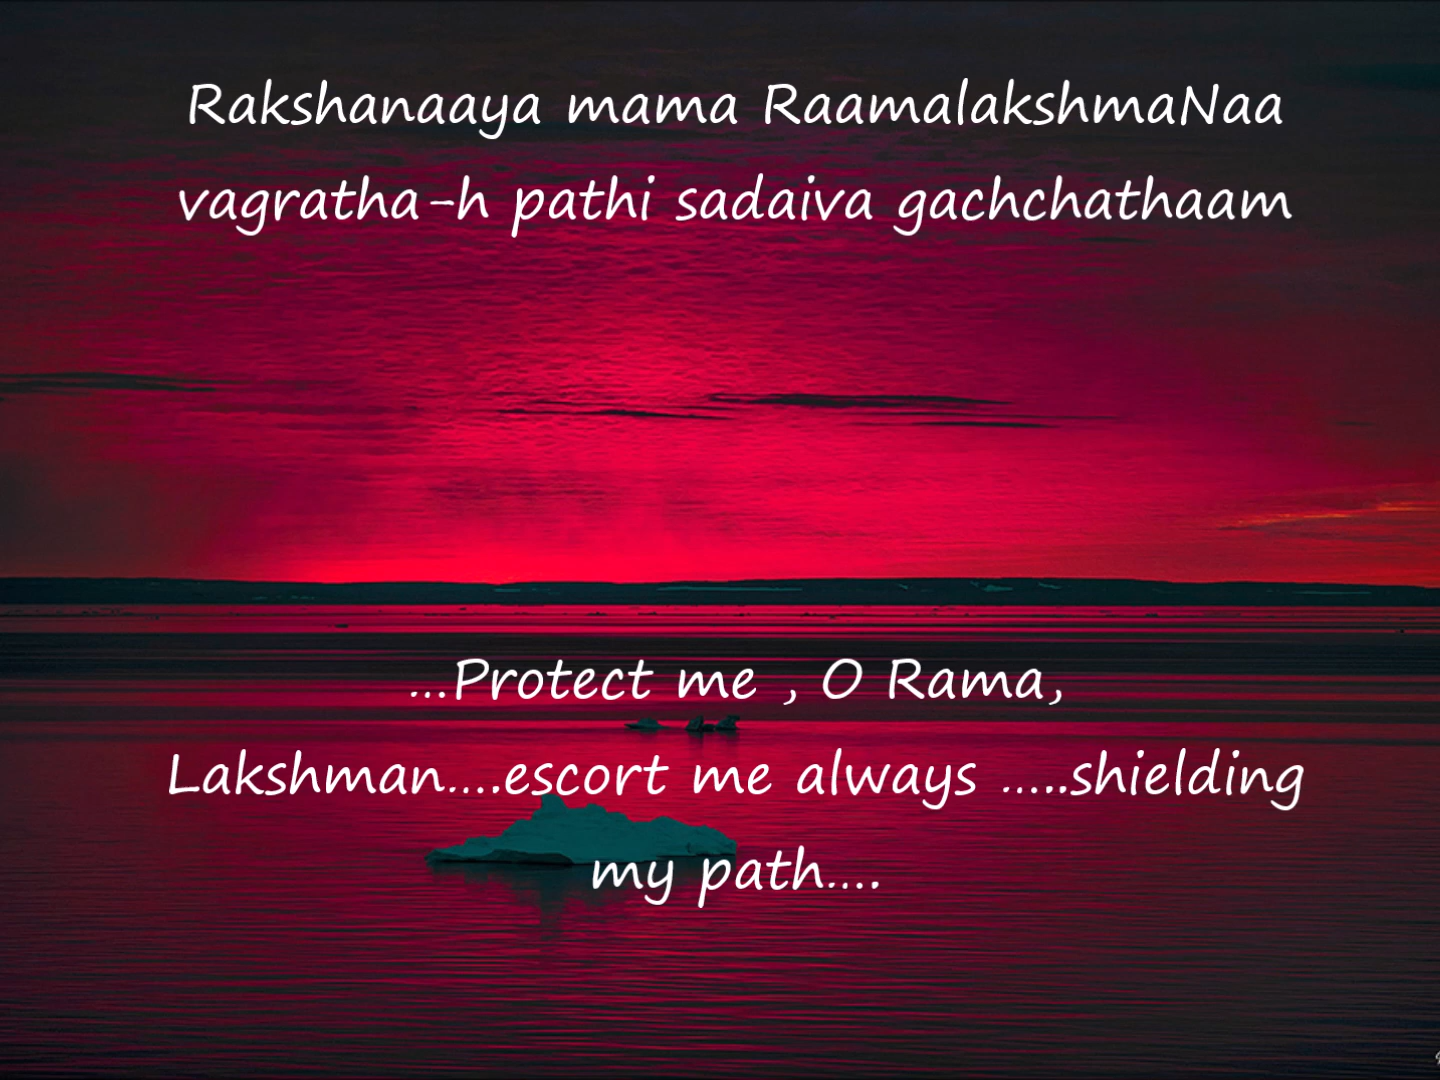 Rakshanaaya mama RaamalakshmaNaa
vagratha-h pathi sadaiva gachchathaam
...Protect me , O Rama,
Lakshman....escort me always .....shielding
my path....